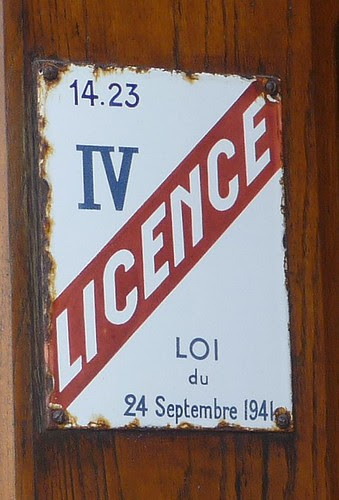 14.23
IV
LICENCE
LOI
du
24 Septembre 1941